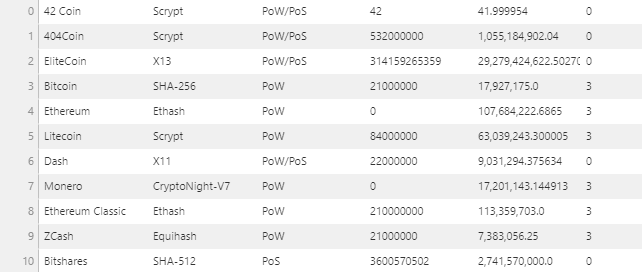 0 42 Coin Scrypt PoW/PoS 42 41.999954 0
1 404Coin Scrypt PoW/PoS 532000000 1,055,184,902.04 0
2 EliteCoin X13 PoW/PoS 314159265359 29,279,424,622.5027( 0
3 Bitcoin SHA-256 PoW 21000000 17,927,175.0 3
4 Ethereum Ethash PoW 0 107,684,222.6865 3
5 Litecoin Scrypt PoW 84000000 63,039,243.300005 3
6 Dash X11 PoW/PoS 22000000 9,031,294.375634 0
7 Monero CryptoNight-V7 PoW 0 17,201,143.144913 3
8 Ethereum Classic Ethash PoW 210000000 113,359,703.0 3
9 ZCash Equihash PoW 21000000 7,383,056.25 3
10 Bitshares SHA-512 PoS 3600570502 2,741,570,000.0 0